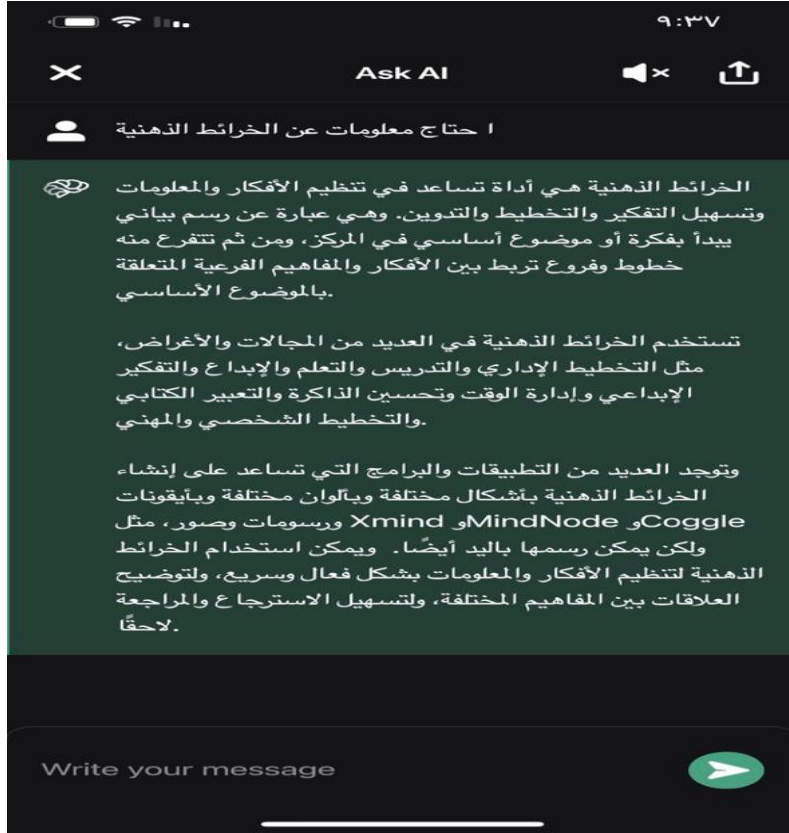 ٩:٣٧
Ask AI
ا حتاج معلومات عن الخرائط الذهنية
الخرائط الذهنية هي أداة تساعد في تنظيم الأفكار والمعلومات
وتسهيل التفكير والتخطيط والتدوين. وهي عبارة عن رسم بياني
يبدأ بفكرة أو موضوع أساسي في المركز، ومن ثم تتفرع منه
خطوط وفروع تربط بين الأفكار والمفاهيم الفرعية المتعلقة
.بالموضوع الأساسي
تستخدم الخرائط الذهنية في العديد من المجالات والأغراض،
مثل التخطيط الإداري والتدريس والتعلم والإبداع والتفكير
الإبداعي وإدارة الوقت وتحسين الذاكرة والتعبير الكتابي
.والتخطيط الشخصي والمهني
وتوجد العديد من التطبيقات والبرامج التي تساعد على إنشاء
الخرائط الذهنية بأشكال مختلفة وبألوان مختلفة وبأيقونات
ورسومات وصور، مثل Xmind وMindNode وCoggle
ولكن يمكن رسمها باليد أيضًا. ويمكن استخدام الخرائط
الذهنية لتنظيم الأفكار والمعلومات بشكل فعال وسريع، ولتوضيح
العلاقات بين المفاهيم المختلفة، ولتسهيل الاسترجاع والمراجعة
.لاحقًا
Write your message